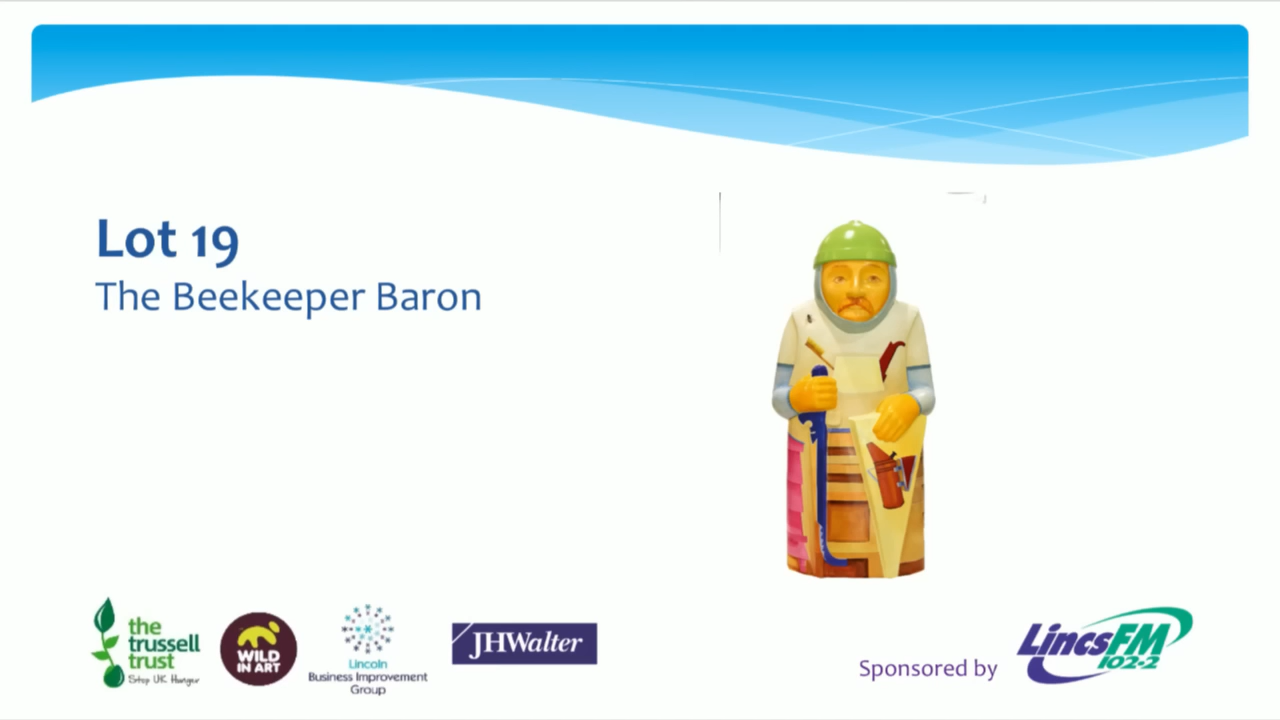 Lot 19
The Beekeeper Baron
the
trussell
trust
Stop UK Hunger
WILD
IN ART
Lincoln
Business Improvement
Group
JHWalter
Sponsored by
LincsFM
102·2